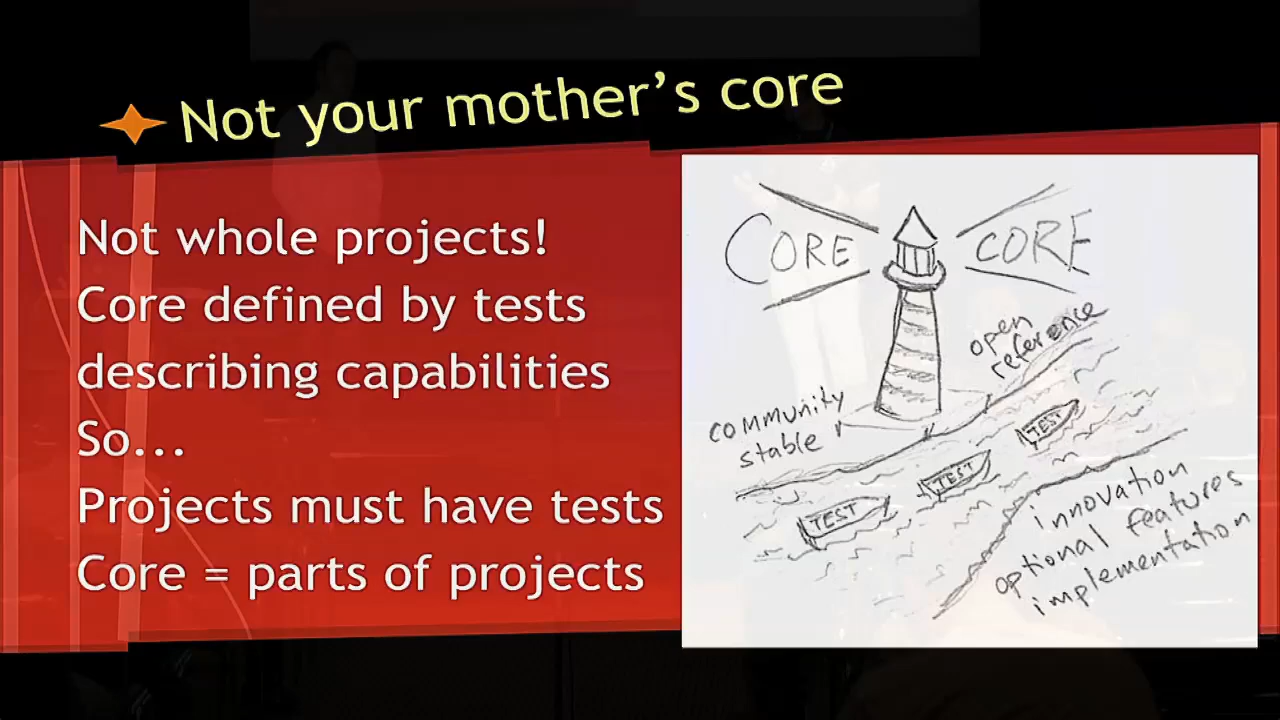 Not your mother's core
Not whole projects!
Core defined by tests
describing capabilities
So...
Projects must have tests
Core = parts of projects
CORE CORE
open
reference
community
stable
TEST
TEST
TEST
innovation
optional features
implementation